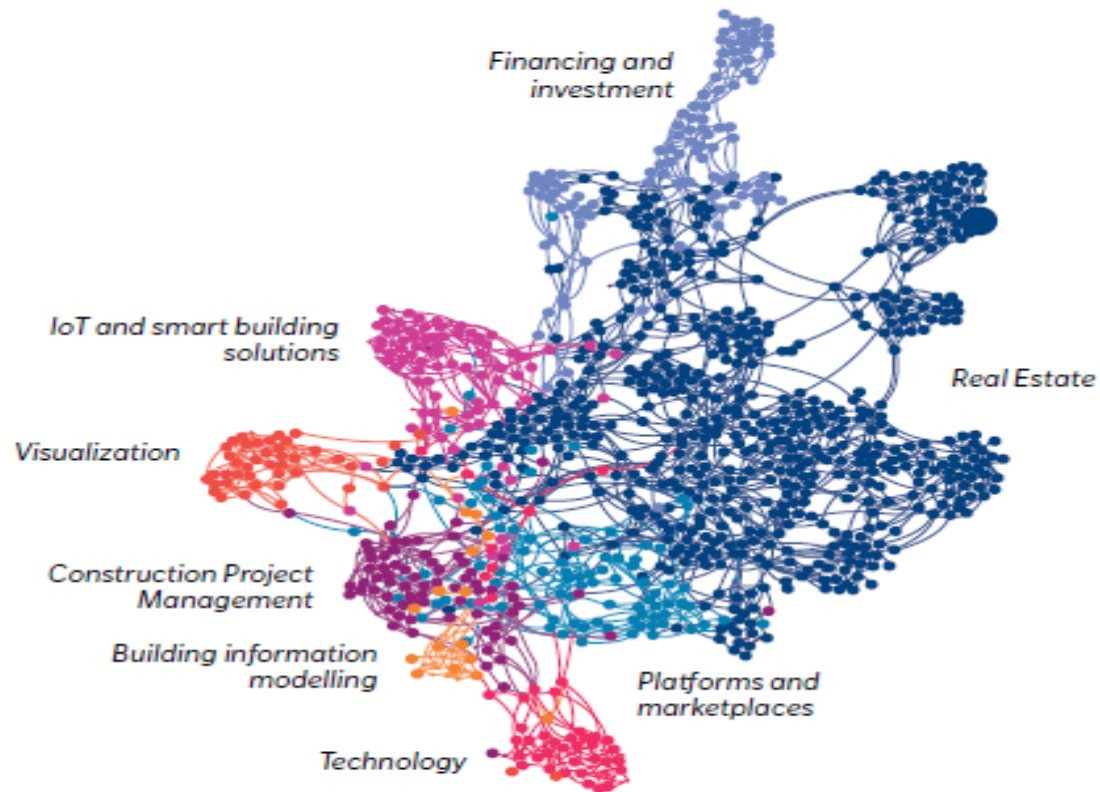 Financing and
investment
IoT and smart building
solutions
Real Estate
Visualization
Construction Project
Management
Building information
modelling
Platforms and
marketplaces
Technology